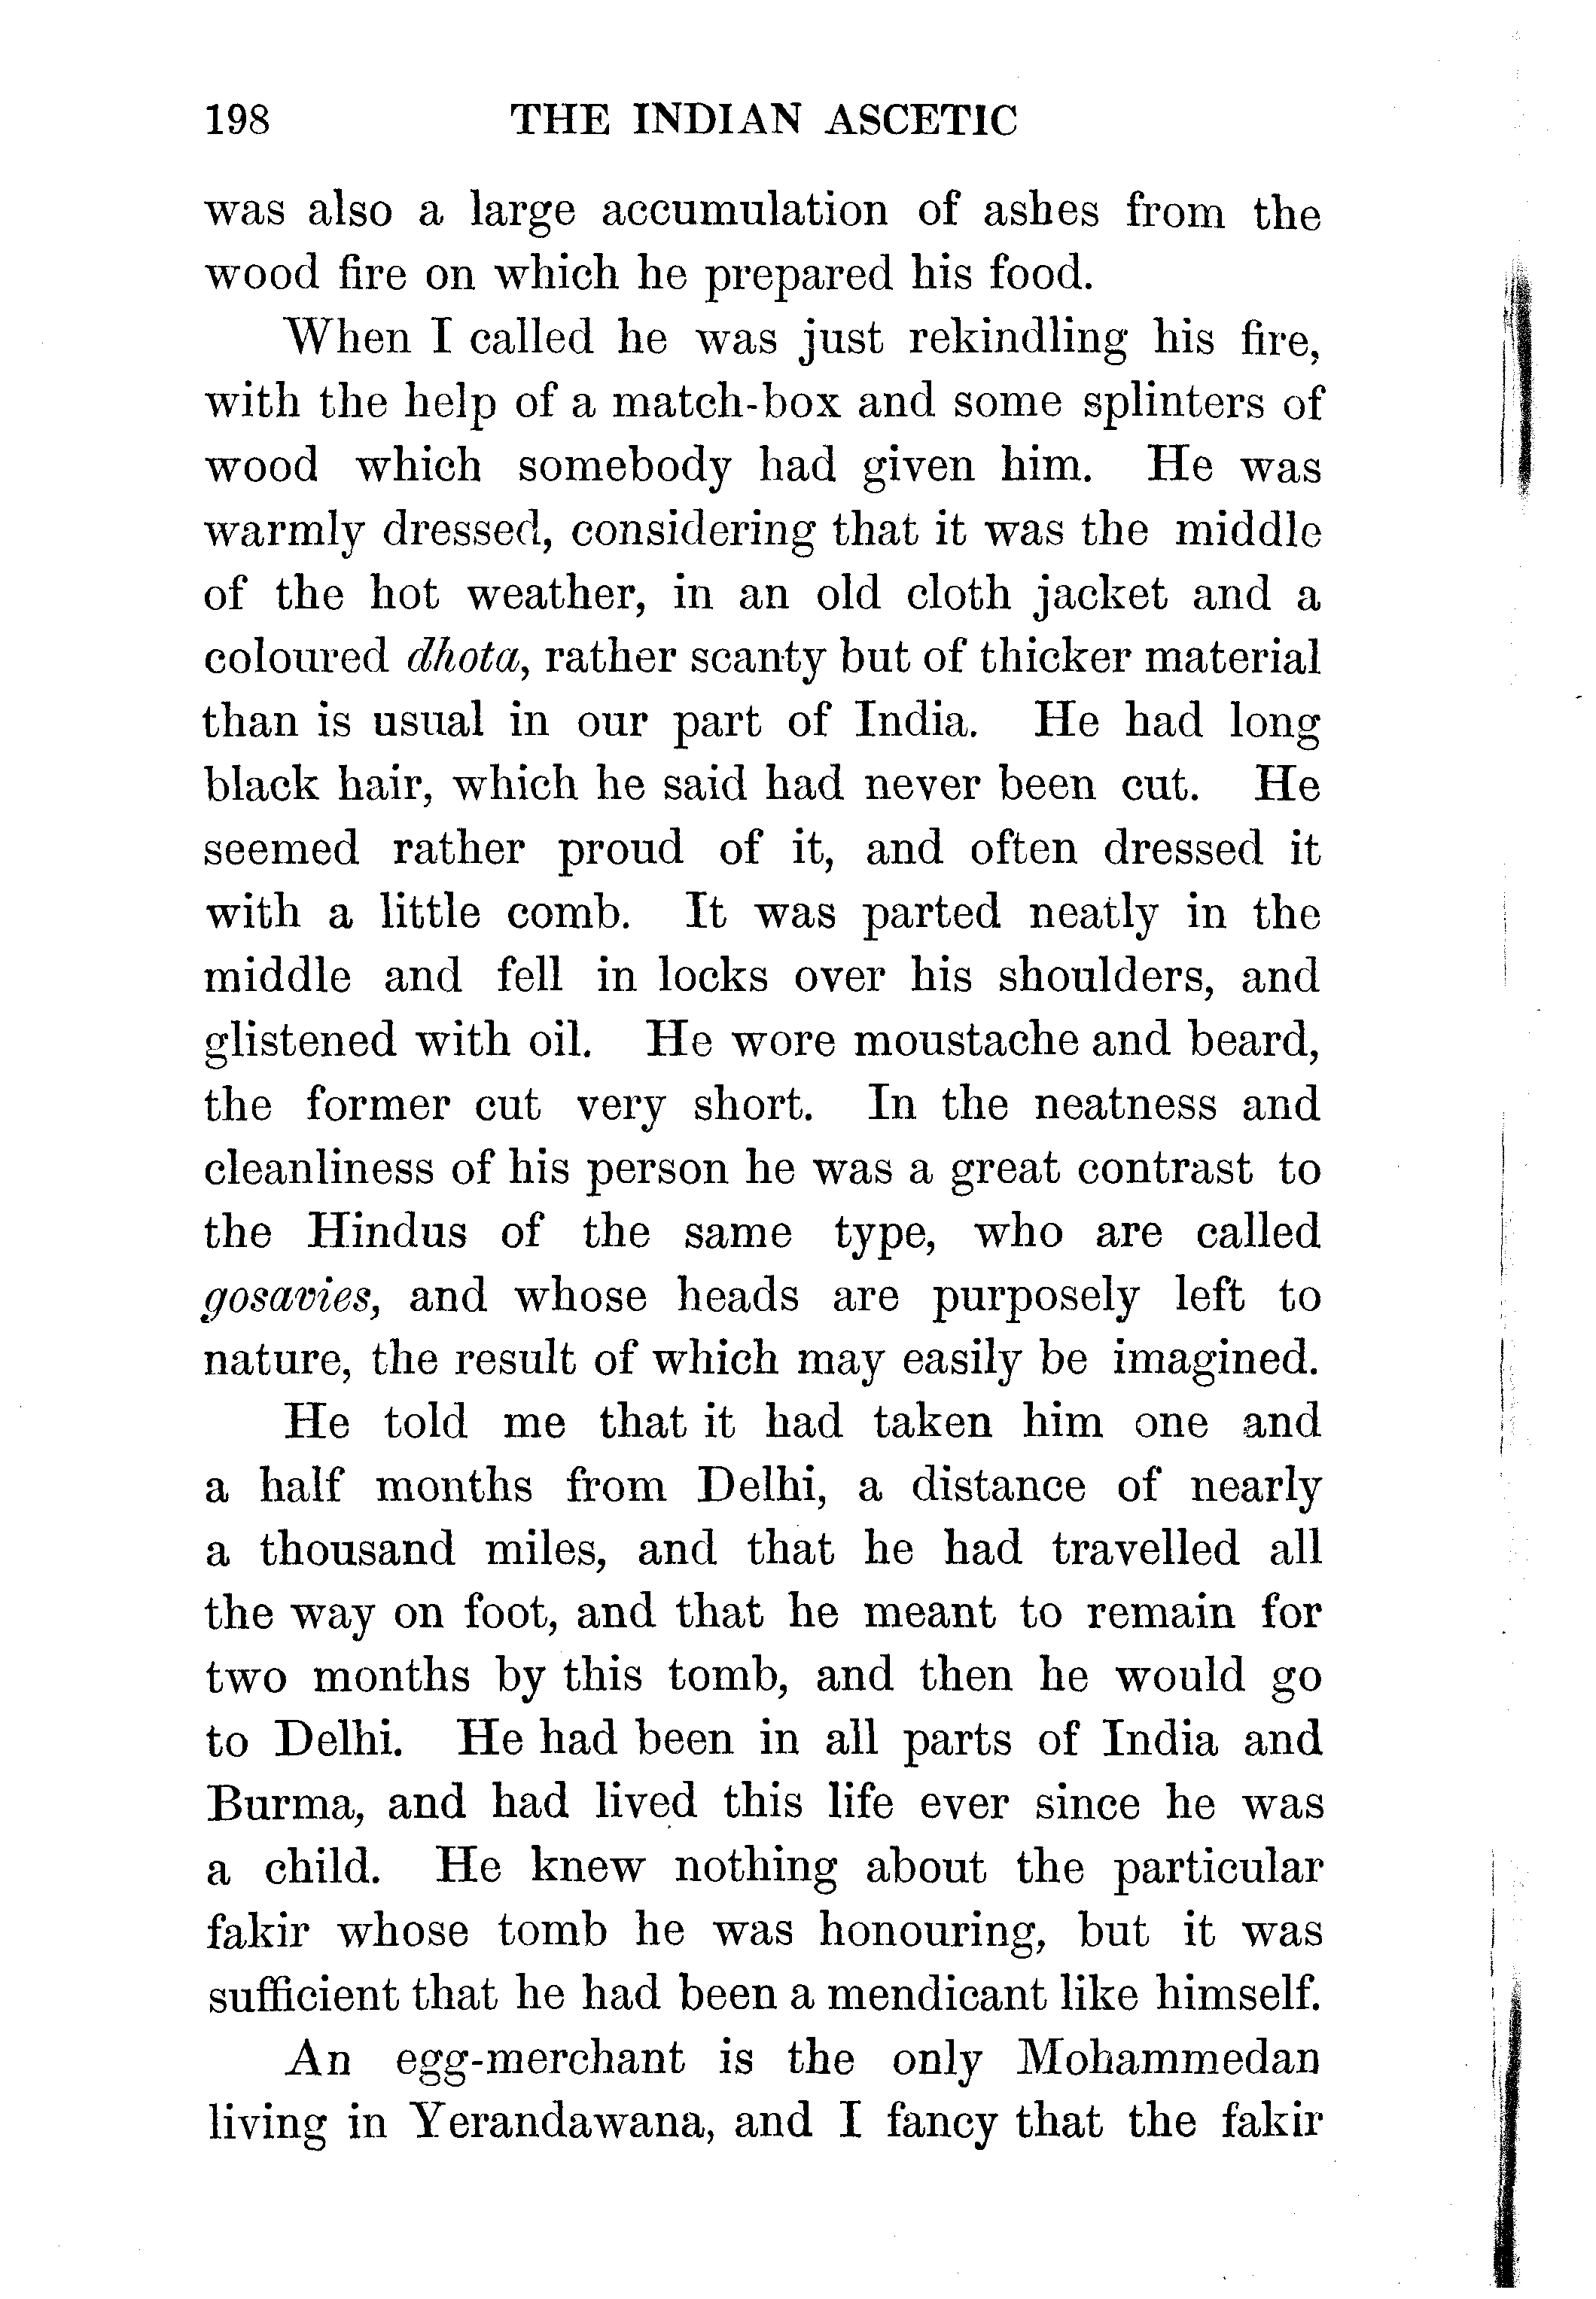 198 THE INDIAN ASCETIC
was also a large accumulation of ashes from the
wood fire on which he prepared his food.
When I called he was just rekindling his fire,
with the help of a match-box and some splinters of
wood which somebody had given him. He was
warmly dressed, considering that it was the middle
of the hot weather, in an old cloth jacket and a
coloured dhota, rather scanty but of thicker material
than is usual in our part of India. He had long
black hair, which he said had never been cut. He
seemed rather proud of it, and often dressed it
with a little comb. It was parted neatly in the
middle and fell in locks over his shoulders, and
glistened with oil. He wore moustache and beard,
the former cut very short. In the neatness and
cleanliness of his person he was a great contrast to
the Hindus of the same type, who are called
gosavies, and whose heads are purposely left to
nature, the result of which may easily be imagined.
He told me that it had taken him one and
a half months from Delhi, a distance of nearly
a thousand miles, and that he had travelled all
the way on foot, and that he meant to remain for
two months by this tomb, and then he would go
to Delhi. He had been in all parts of India and
Burma, and had lived this life ever since he was
a child. He knew nothing about the particular
fakir whose tomb he was honouring, but it was
sufficient that he had been a mendicant like himself.
An egg-merchant is the only Mohammedan
living in Yerandawana, and I fancy that the fakir